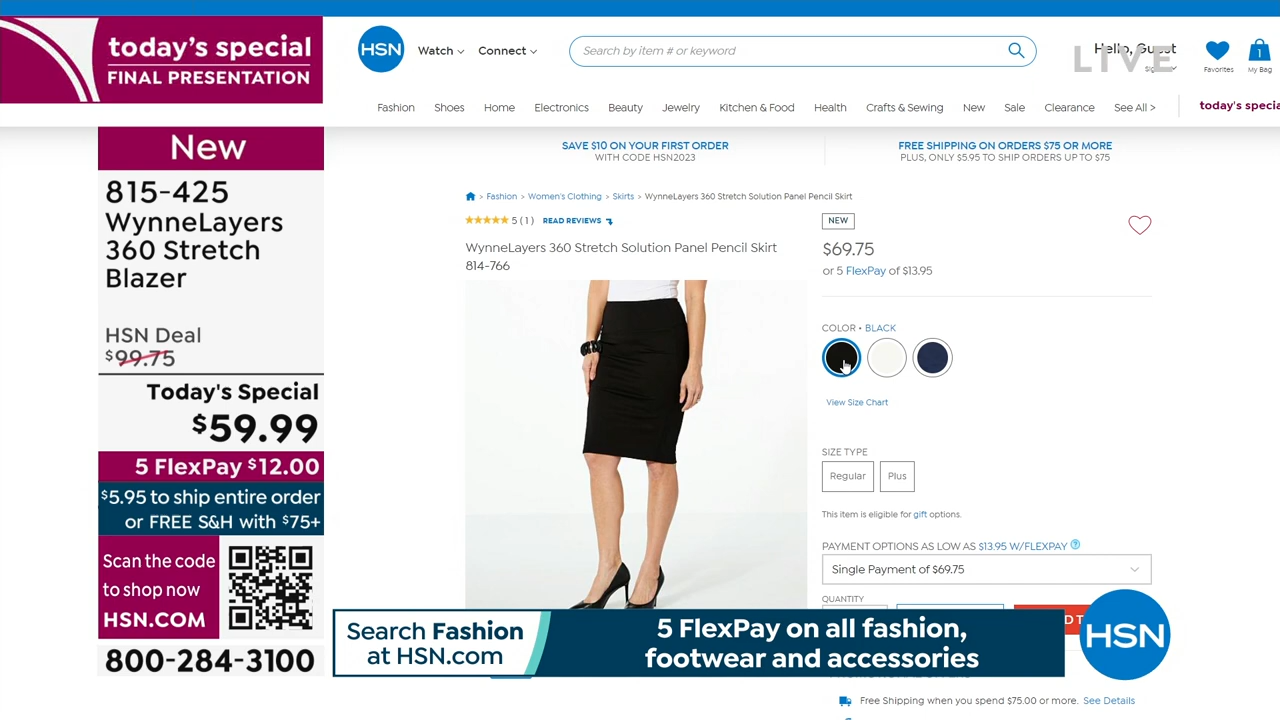 today's special
FINAL PRESENTATION
New
815-425
WynneLayers
360 Stretch
Blazer
HSN Deal
$99.75
Today's Special
$59.99
5 FlexPay $12.00
$5.95 to ship entire order
or FREE S&H with $75+
Scan the code
to shop now
HSN.COM
800-284-3100
HSN
Watch
Connect
Search by item # or keyword
Hello, Guest
LIVE
Favorites
1
My Bag
Fashion Shoes Home Electronics Beauty Jewelry Kitchen & Food Health Crafts & Sewing New Sale Clearance See All >
today's specia
SAVE $10 ON YOUR FIRST ORDER
WITH CODE HSN2023
FREE SHIPPING ON ORDERS $75 OR MORE
PLUS, ONLY $5.95 TO SHIP ORDERS UP TO $75
> Fashion > Women's Clothing > Skirts > WynneLayers 360 Stretch Solution Panel Pencil Skirt
5 ( 1 ) READ REVIEWS
WynneLayers 360 Stretch Solution Panel Pencil Skirt
814-766
NEW
$69.75
or 5 FlexPay of $13.95
COLOR • BLACK
View Size Chart
SIZE TYPE
Regular
Plus
This item is eligible for gift options.
PAYMENT OPTIONS AS LOW AS $13.95 W/FLEXPAY ?
Single Payment of $69.75
QUANTITY
Search Fashion
at HSN.com
5 FlexPay on all fashion,
footwear and accessories
HSN
Free Shipping when you spend $75.00 or more. See Details